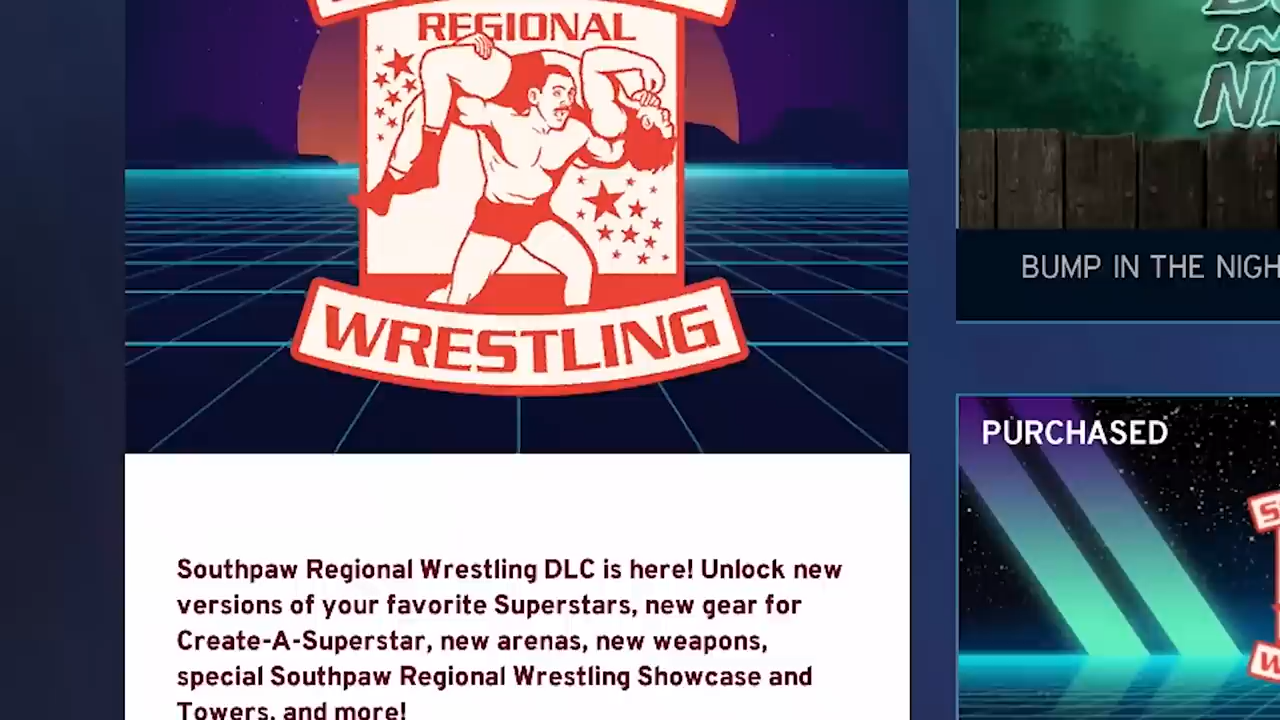 REGIONAL
WRESTLING
Southpaw Regional Wrestling DLC is here! Unlock new
versions of your favorite Superstars, new gear for
Create-A-Superstar, new arenas, new weapons,
special Southpaw Regional Wrestling Showcase and
Towers, and more!
IN
BUMP IN THE NIGH
PURCHASED